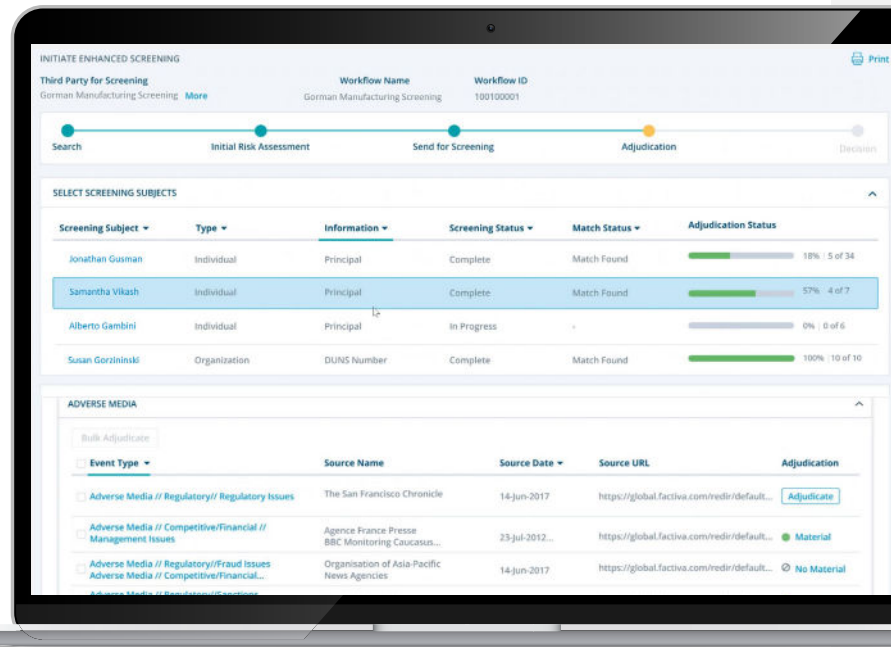 INITIATE ENHANCED SCREENING
Print
Third Party for Screening
Workflow Name
Workflow ID
Gorman Manufacturing Screening More
Gorman Manufacturing Screening
100100001
Search
Initial Risk Assessment
Send for Screening
Adjudication
Decision
SELECT SCREENING SUBJECTS
Screening Subject Type Information Screening Status Match Status Adjudication Status
Jonathan Gusman Individual Principal Complete Match Found 18% | 5 of 34
Samantha Vikash Individual Principal Complete Match Found 57% 4 of 7
Alberto Gambini Individual Principal In Progress - 0% | 0 of 6
Susan Gorzininski Organization DUNS Number Complete Match Found 100% | 10 of 10
ADVERSE MEDIA
Bulk Adjudicate
Event Type Source Name Source Date Source URL Adjudication
Adverse Media // Regulatory// Regulatory Issues The San Francisco Chronicle 14-Jun-2017 https://global.factiva.com/redir/default... Adjudicate
Adverse Media // Competitive/Financial //
Management Issues
Agence France Presse
BBC Monitoring Caucasus...
23-Jul-2012... https://global.factiva.com/redir/default... Material
Adverse Media // Regulatory//Fraud Issues
Adverse Media // Competitive/Financial...
Organisation of Asia-Pacific
News Agencies
14-Jun-2017 https://global.factiva.com/redir/default... No Material
Adverse Media // Regulatory//Sanctions